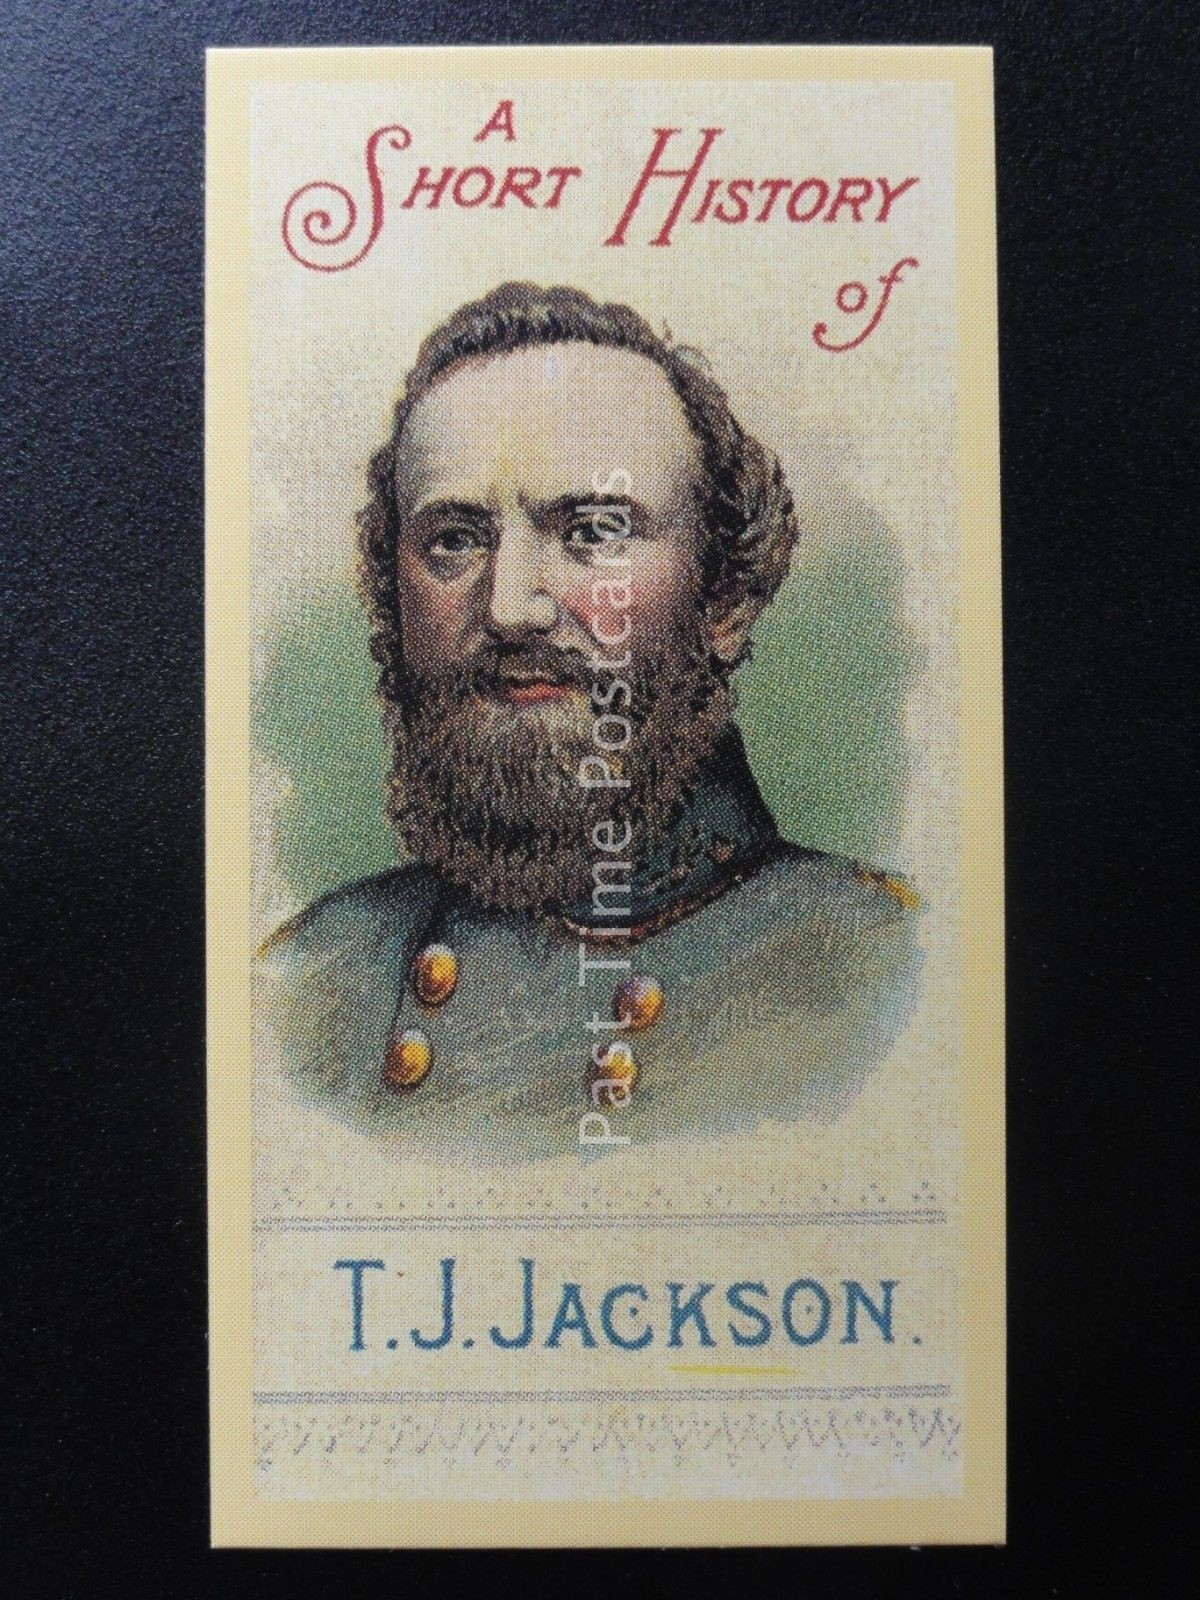 A
SHORT HISTORY
of
Past Time Postcards
T.J.JACKSON.